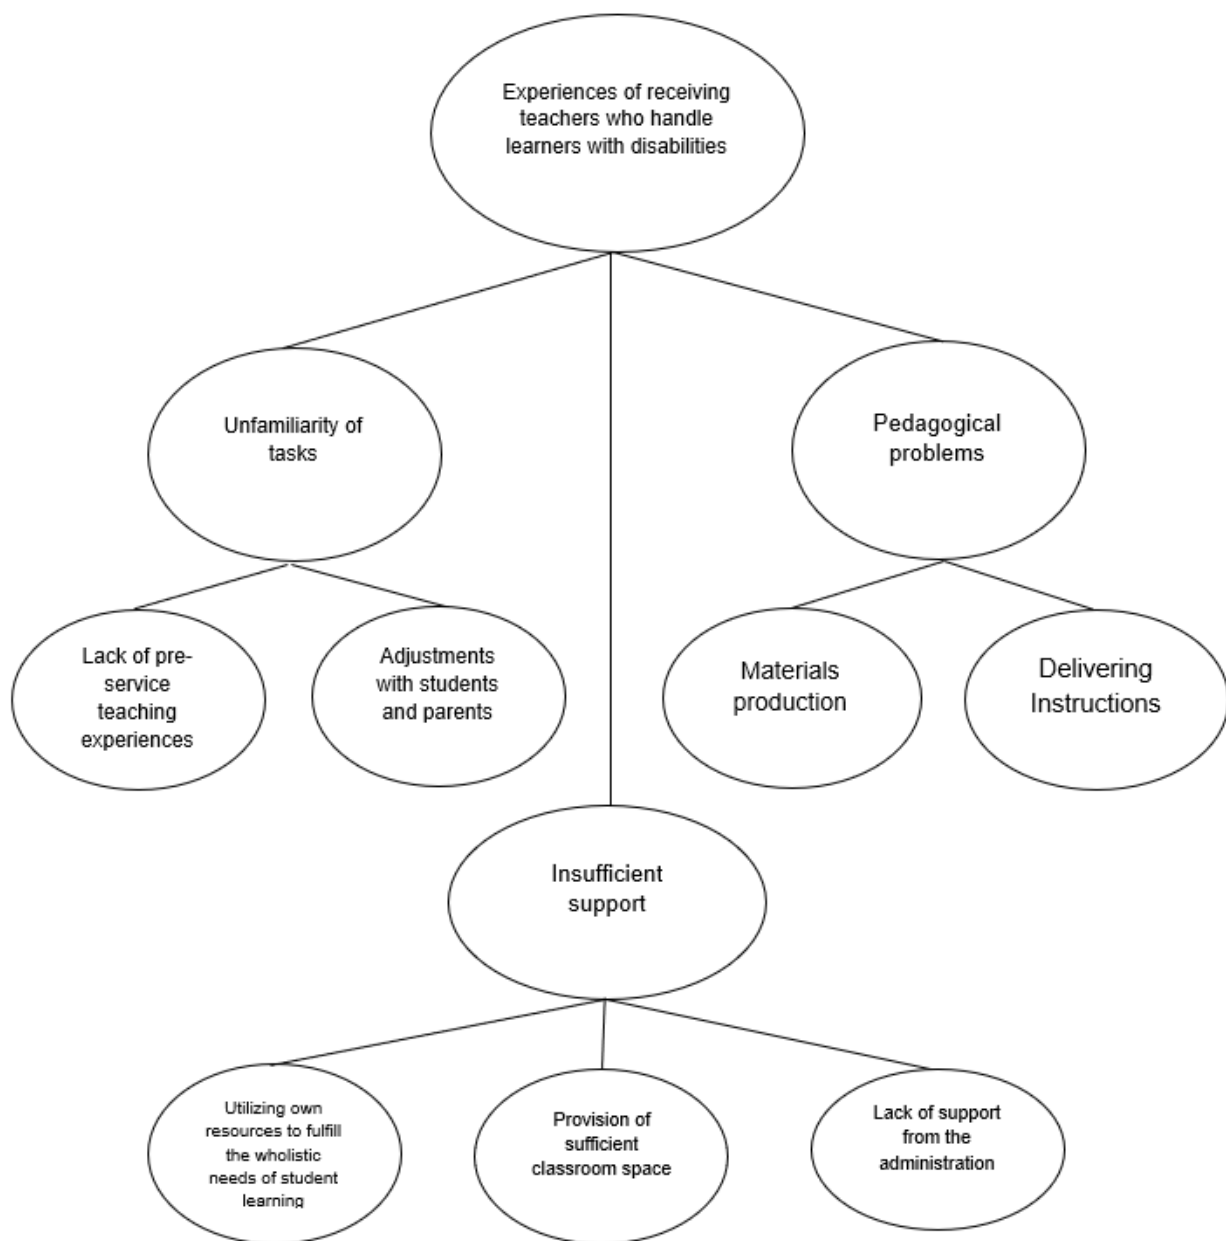 Experiences of receiving
teachers who handle
learners with disabilities
Unfamiliarity of
tasks
Pedagogical
problems
Lack of pre-
service
teaching
experiences
Adjustments
with students
and parents
Materials
production
Delivering
Instructions
Insufficient
support
Utilizing own
resources to fulfill
the wholistic
needs of student
learning
Provision of
sufficient
classroom space
Lack of support
from the
administration